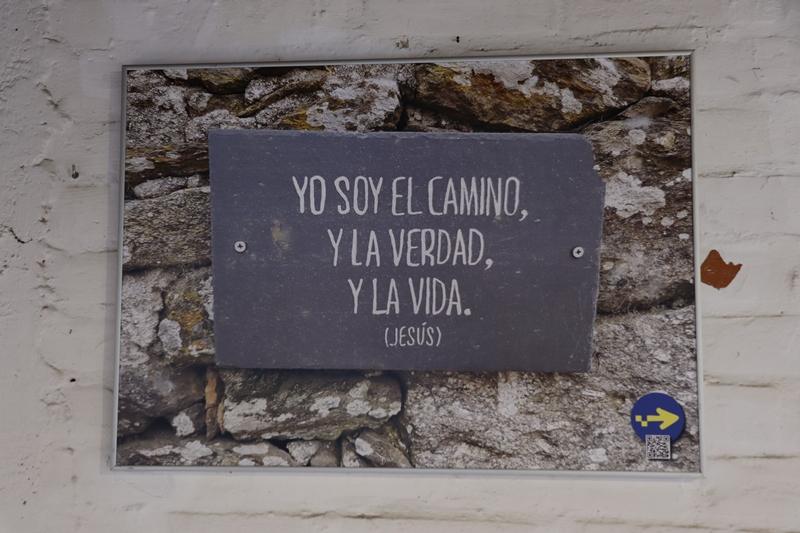 YO SOY EL CAMINO,
Y LA VERDAD,
Y LA VIDA.
(JESÚS)